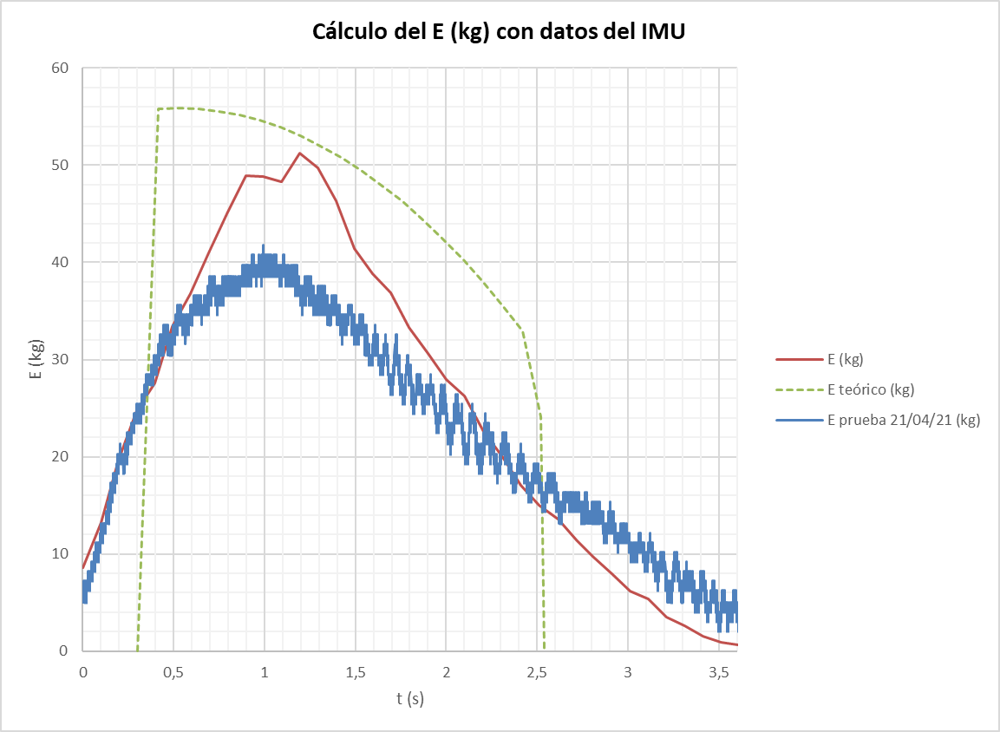 Cálculo del E (kg) con datos del IMU
60
50
40
30
20
10
0
E (kg)
0
0,5
1
1,5
2
2,5
3
3,5
t (s)
E (kg)
E teórico (kg)
E prueba 21/04/21 (kg)